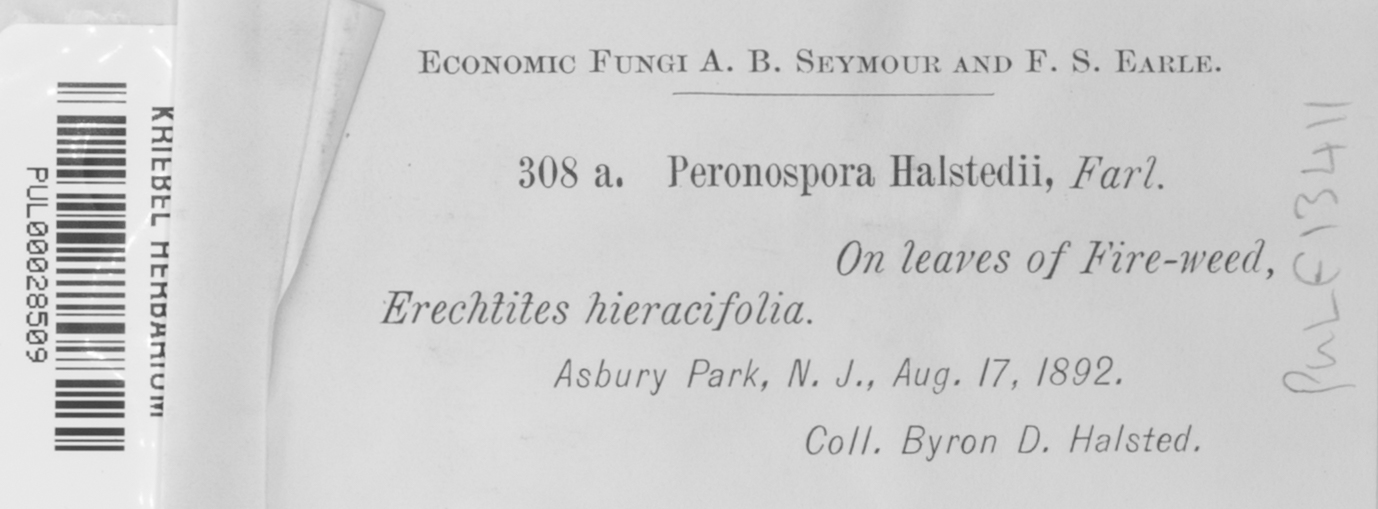 ECONOMIC FUNGI A. B. SEYMOUR AND F. S. EARLE.
308 a. Peronospora Halstedii, Farl.
On leaves of Fire-weed,
Erechtites hieracifolia.
Asbury Park, N. J., Aug. 17, 1892.
Coll. Byron D. Halsted.
KRIEBEL HERBARIUM
PUL00028509
PUL F13411